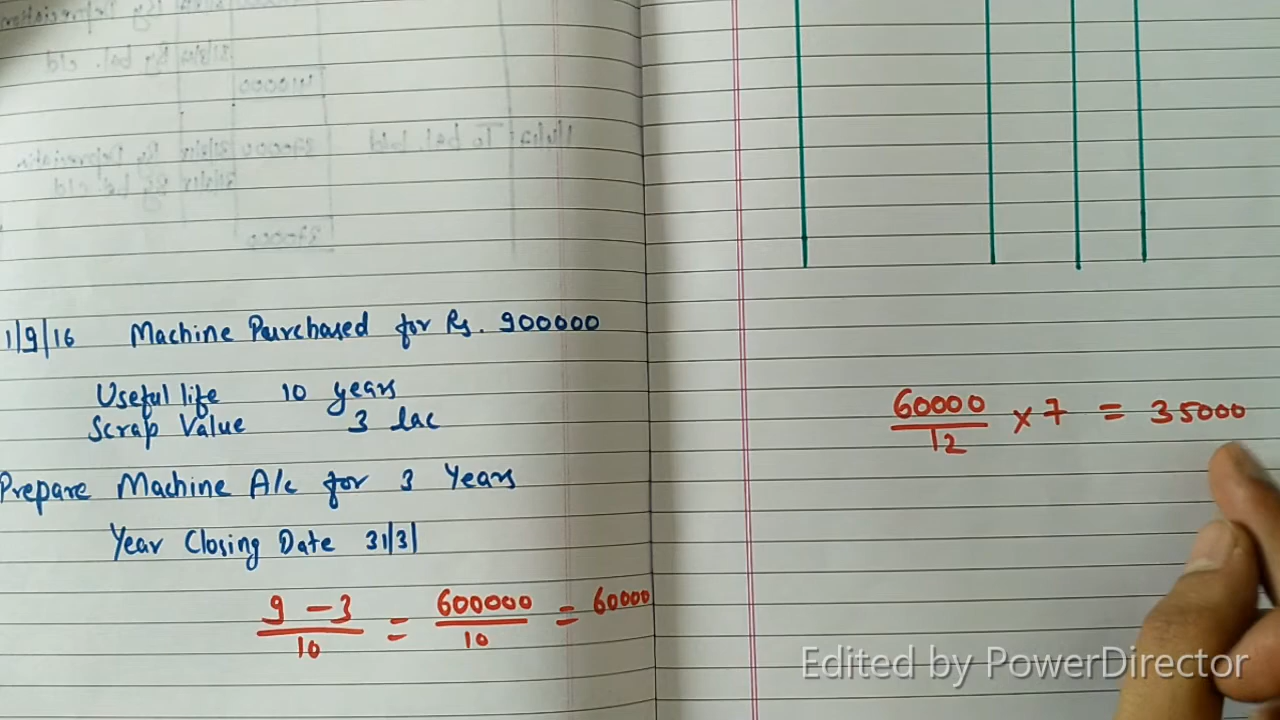 1/9/16 Machine Purchased for Rs. 900000
Useful life 10 years
Scrap Value 3 lac
Prepare Machine A/c for 3 Years
Year Closing Date 31/3/
9 - 3 / 10 = 600000 / 10 = 60000
60000 / 12 x 7 = 35000
Edited by PowerDirector